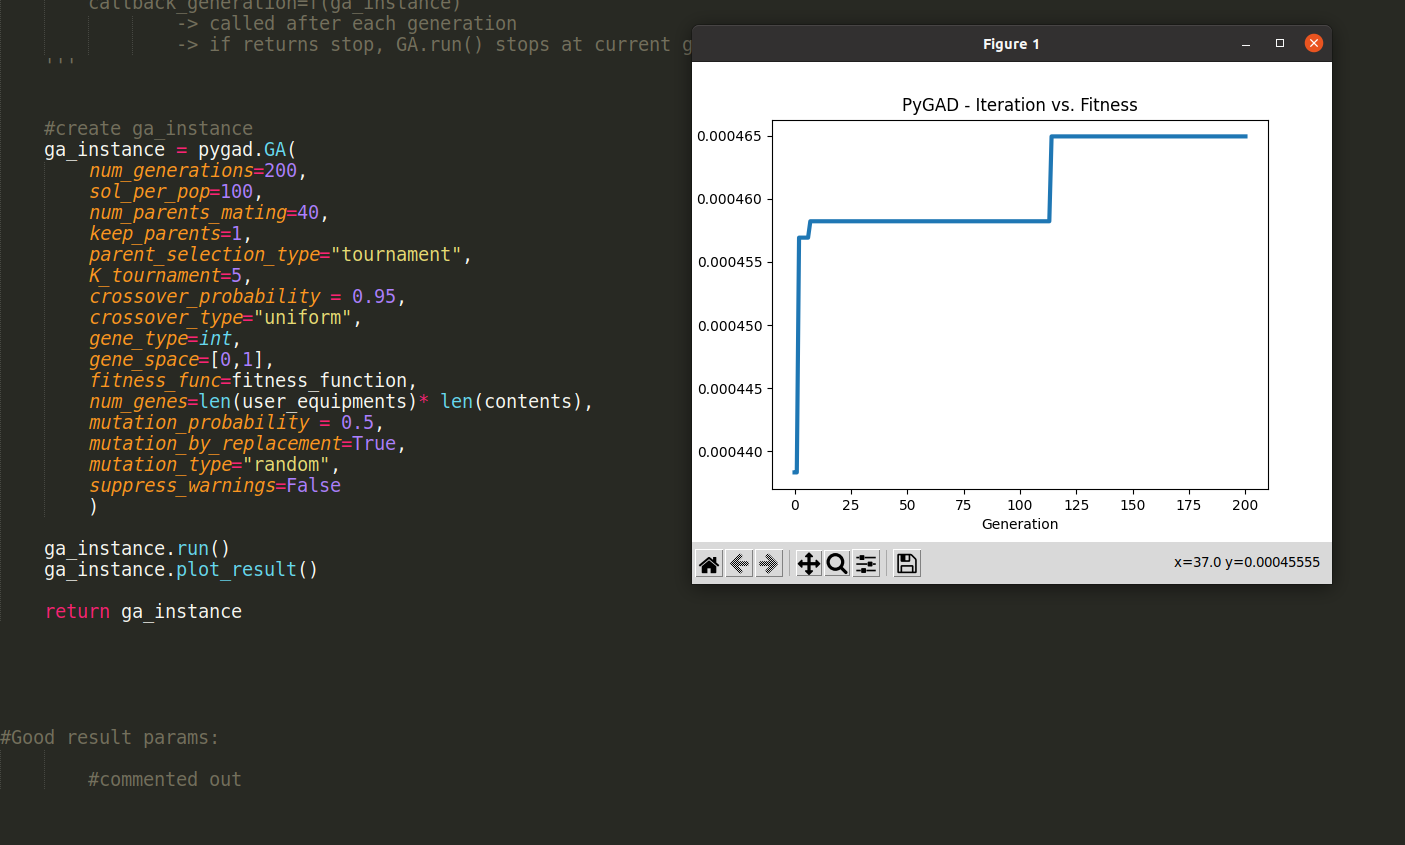 callback_generation=f(ga_instance)
-> called after each generation
-> if returns stop, GA.run() stops at current g
'''
#create ga_instance
ga_instance = pygad.GA(
num_generations=200,
sol_per_pop=100,
num_parents_mating=40,
keep_parents=1,
parent_selection_type="tournament",
K_tournament=5,
crossover_probability = 0.95,
crossover_type="uniform",
gene_type=int,
gene_space=[0,1],
fitness_func=fitness_function,
num_genes=len(user_equipments)* len(contents),
mutation_probability = 0.5,
mutation_by_replacement=True,
mutation_type="random",
suppress_warnings=False
)
ga_instance.run()
ga_instance.plot_result()
return ga_instance
#Good result params:
#commented out
Figure 1
PyGAD - Iteration vs. Fitness
0.000465
0.000460
0.000455
0.000450
0.000445
0.000440
0 25 50 75 100 125 150 175 200
Generation
x=37.0 y=0.00045555